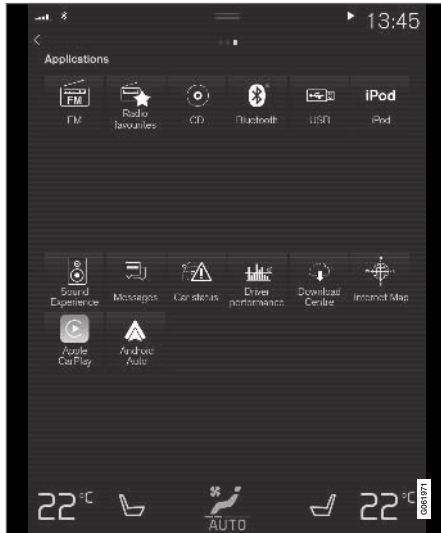 13:45
Applications
FM
iPod
FM
Radio
favourites
CD
Bluetooth
USB
iPod
Sound
Experience
Messages
Car status
Driver
performance
Download
Centre
Internet Map
Apple
CarPlay
Android
Auto
22°C
AUTO
22°C
G061971